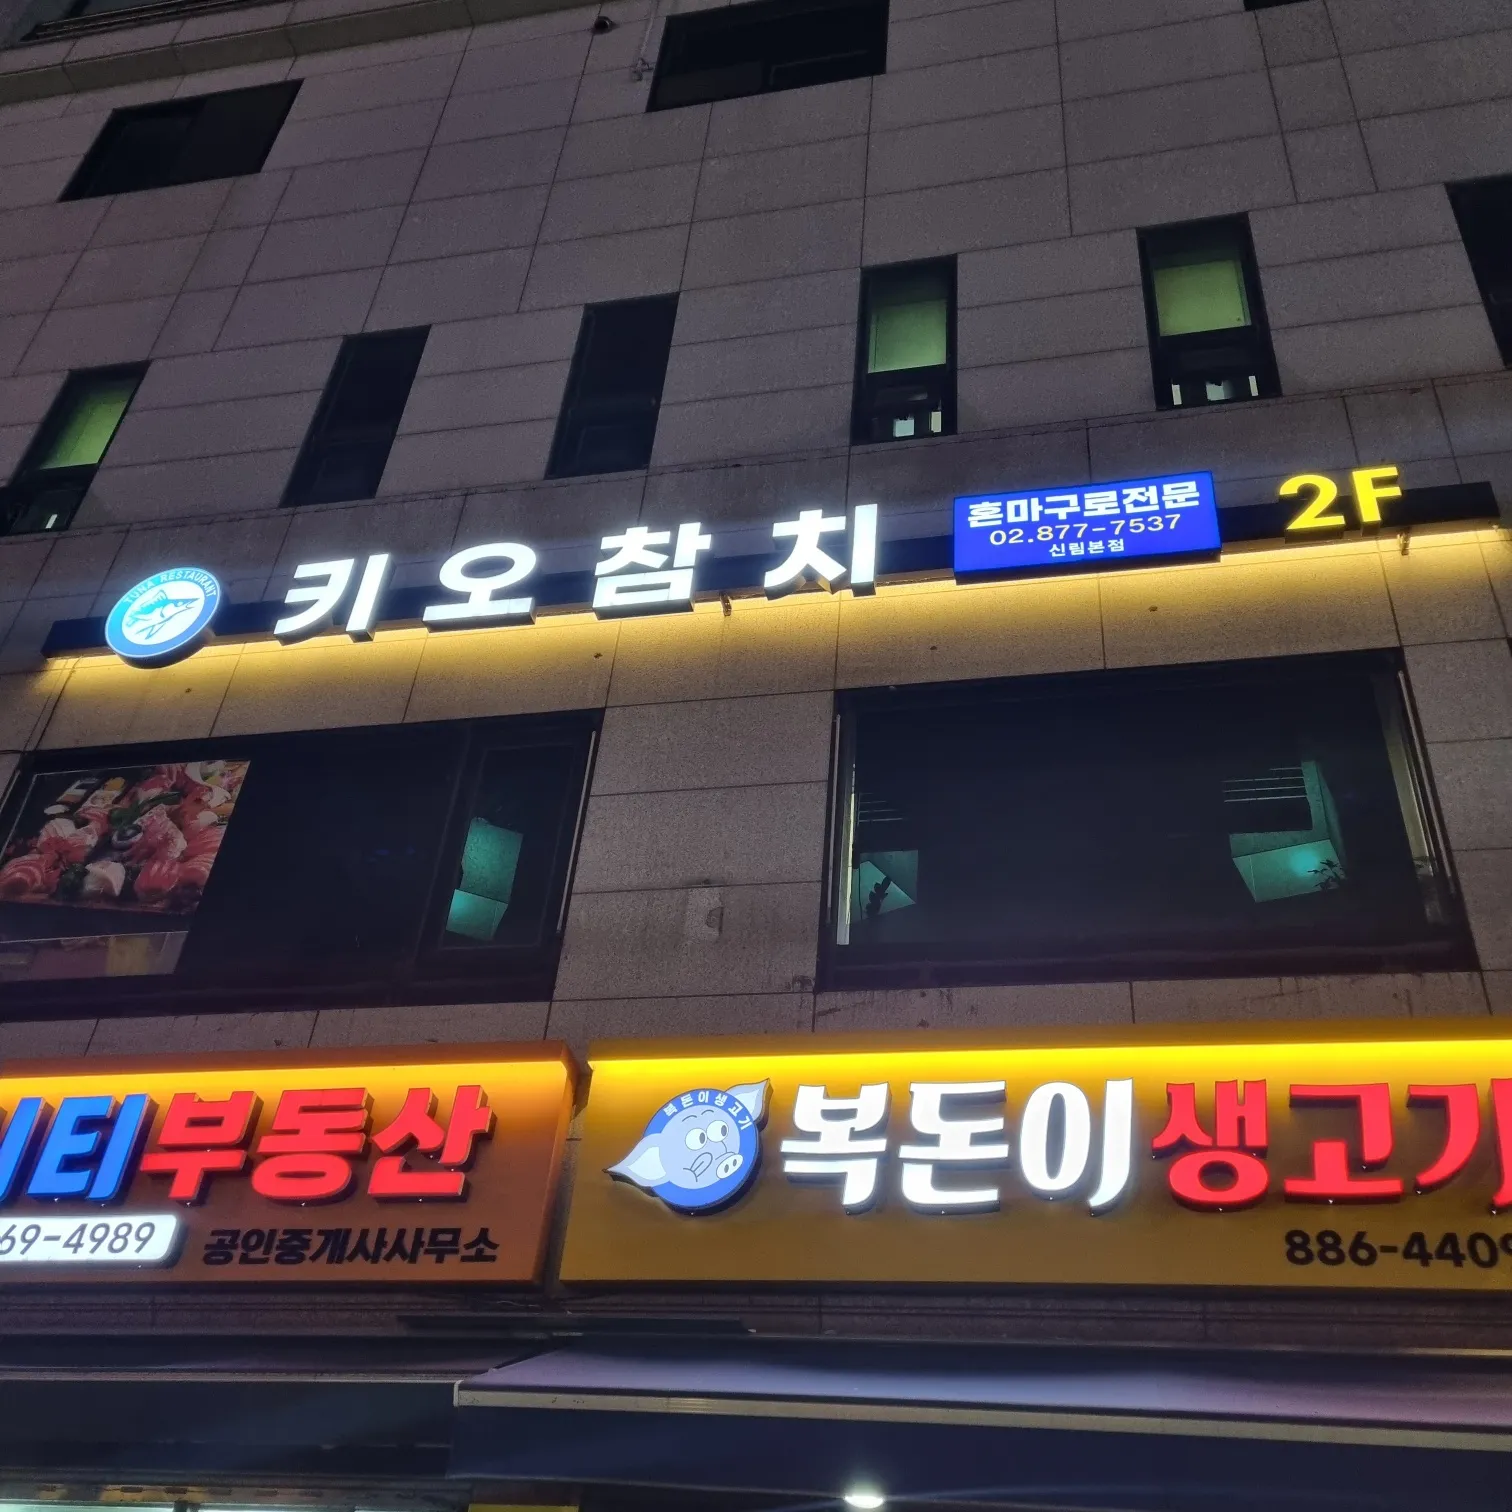 TUNA RESTAURANT
키오참치
혼마구로전문
02.877-7537
신림본점
2F
티부동산
69-4989
공인중개사사무소
복돈이생고기
복돈이생고기
886-4409